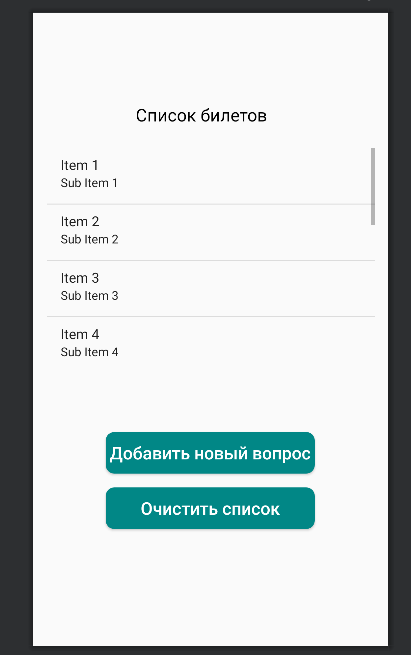 Список билетов
Item 1
Sub Item 1
Item 2
Sub Item 2
Item 3
Sub Item 3
Item 4
Sub Item 4
Добавить новый вопрос
Очистить список